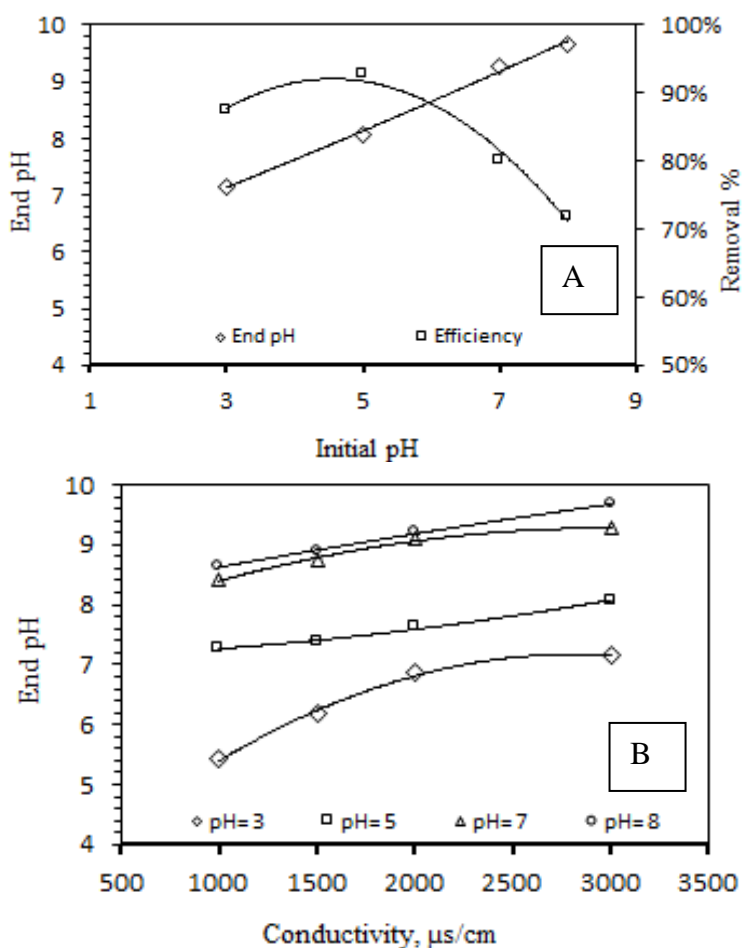 10
9
8
7
6
5
4
End pH
100%
90%
80%
70%
60%
50%
Removal %
A
End pH
Efficiency
1 3 5 7 9
Initial pH
10
9
8
7
6
5
4
End pH
B
pH=3 pH=5 pH=7 pH=8
500 1000 1500 2000 2500 3000 3500
Conductivity, µs/cm